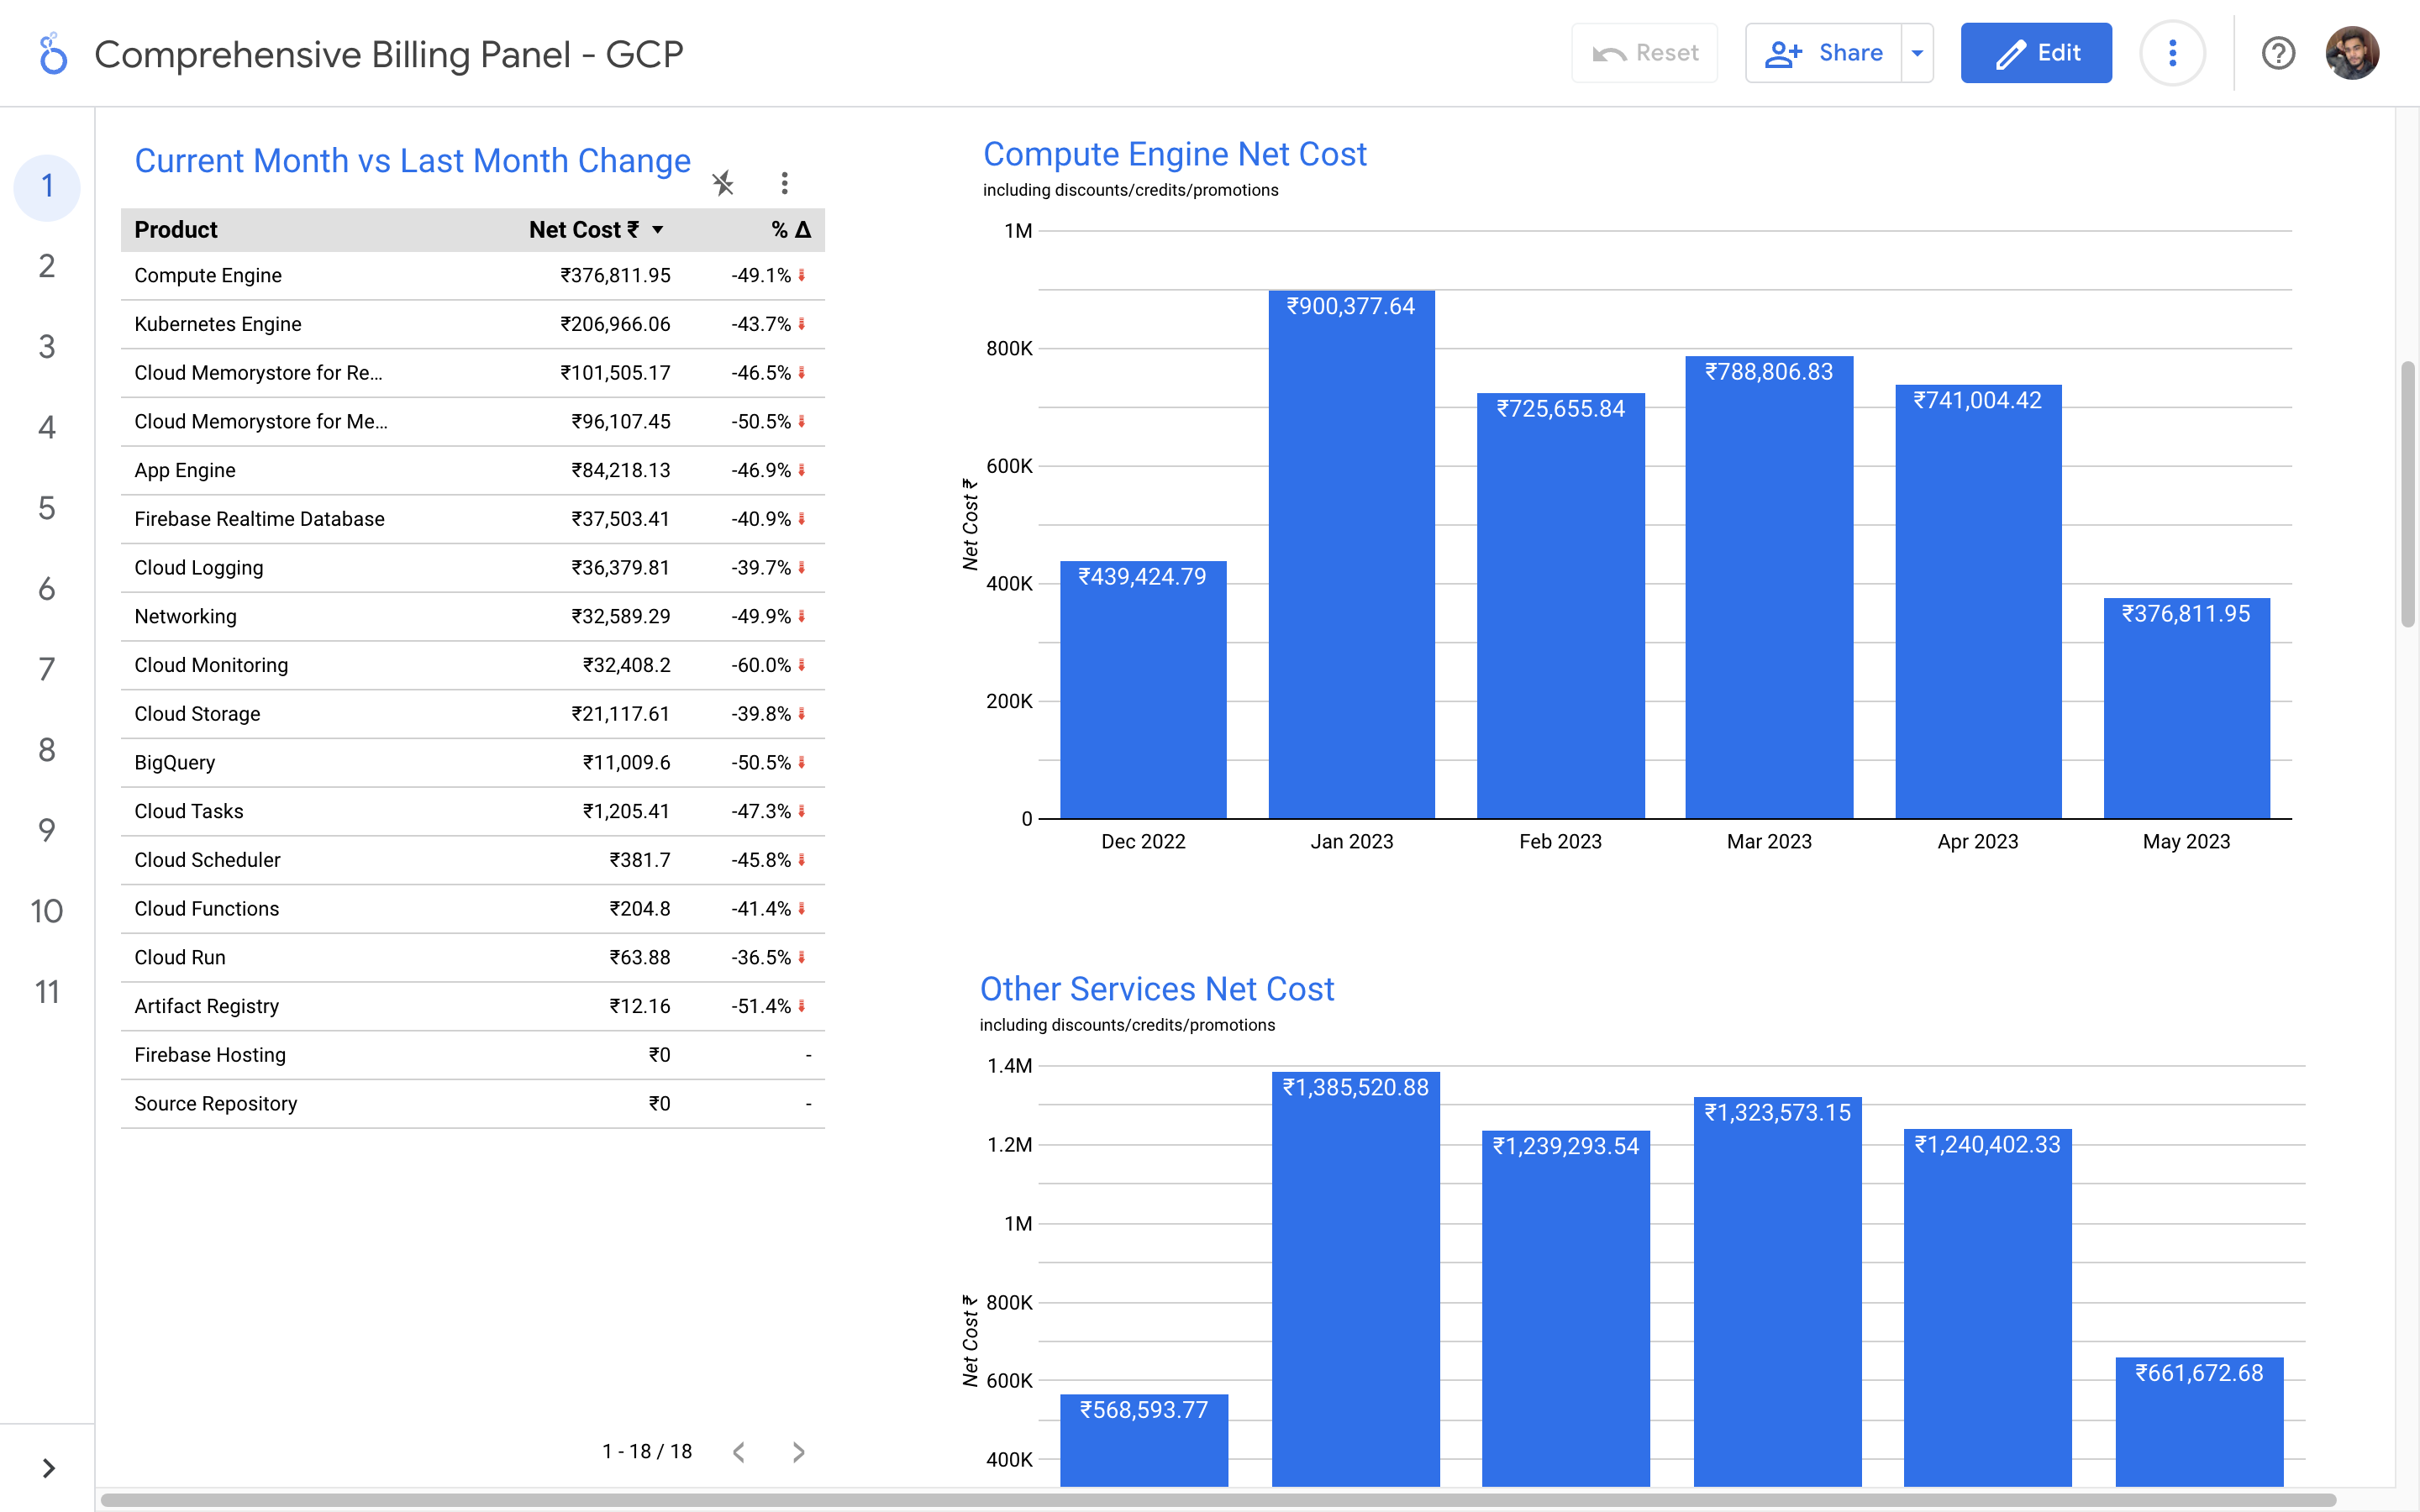 Comprehensive Billing Panel - GCP
Reset
Share
Edit
1
2
3
4
5
6
7
8
9
10
11
Current Month vs Last Month Change
Product Net Cost ₹ % Δ
Compute Engine ₹376,811.95 -49.1%
Kubernetes Engine ₹206,966.06 -43.7%
Cloud Memorystore for Re... ₹101,505.17 -46.5%
Cloud Memorystore for Me... ₹96,107.45 -50.5%
App Engine ₹84,218.13 -46.9%
Firebase Realtime Database ₹37,503.41 -40.9%
Cloud Logging ₹36,379.81 -39.7%
Networking ₹32,589.29 -49.9%
Cloud Monitoring ₹32,408.2 -60.0%
Cloud Storage ₹21,117.61 -39.8%
BigQuery ₹11,009.6 -50.5%
Cloud Tasks ₹1,205.41 -47.3%
Cloud Scheduler ₹381.7 -45.8%
Cloud Functions ₹204.8 -41.4%
Cloud Run ₹63.88 -36.5%
Artifact Registry ₹12.16 -51.4%
Firebase Hosting ₹0 -
Source Repository ₹0 -
1 - 18 / 18
Compute Engine Net Cost
including discounts/credits/promotions
Net Cost ₹
1M
800K
600K
400K
200K
0
₹439,424.79
₹900,377.64
₹725,655.84
₹788,806.83
₹741,004.42
₹376,811.95
Dec 2022 Jan 2023 Feb 2023 Mar 2023 Apr 2023 May 2023
Other Services Net Cost
including discounts/credits/promotions
Net Cost ₹
1.4M
1.2M
1M
800K
600K
400K
₹568,593.77
₹1,385,520.88
₹1,239,293.54
₹1,323,573.15
₹1,240,402.33
₹661,672.68